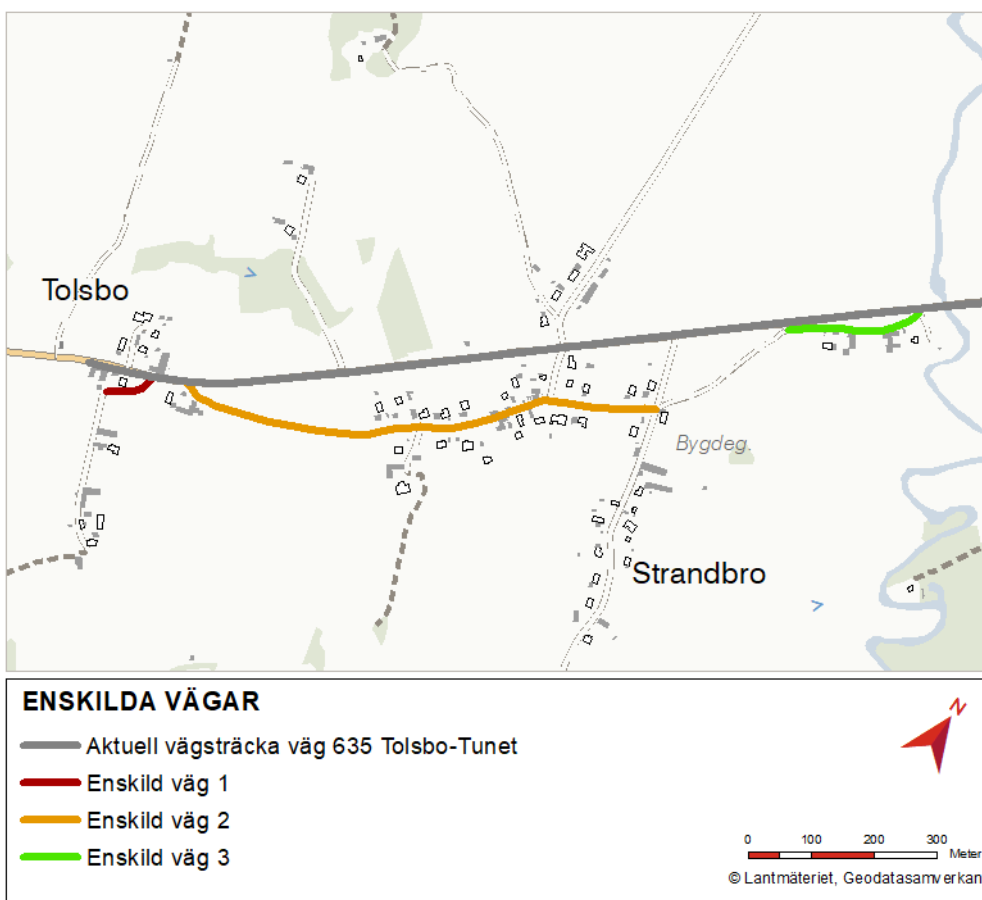 Tolsbo
Bygdeg.
Strandbro
ENSKILDA VÄGAR
Aktuell vägsträcka väg 635 Tolsbo-Tunet
Enskild väg 1
Enskild väg 2
Enskild väg 3
N
0 100 200 300
Meter
© Lantmäteriet, Geodatasamverkan